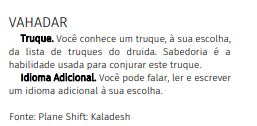 VAHADAR
Truque. Você conhece um truque, à sua escolha,
da lista de truques do druida. Sabedoria é a
habilidade usada para conjurar este truque.
Idioma Adicional. Você pode falar, ler e escrever
um idioma adicional à sua escolha.
Fonte: Plane Shift: Kaladesh